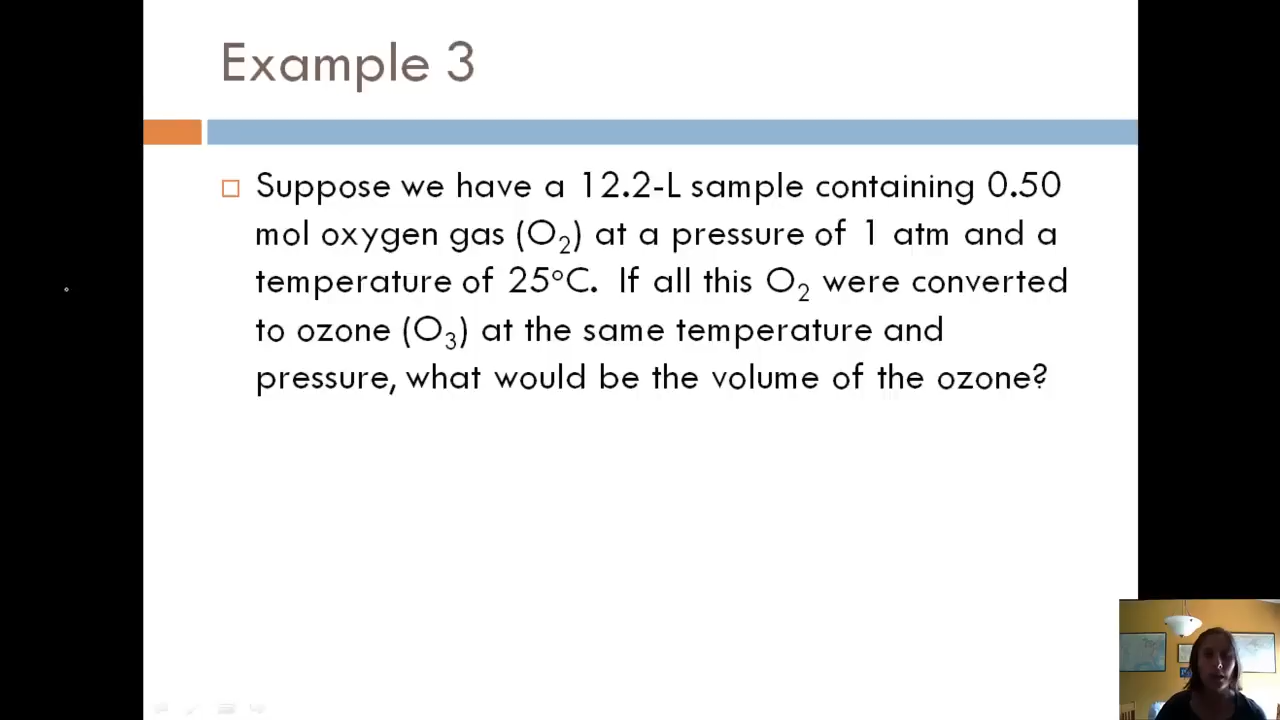 Example 3
Suppose we have a 12.2-L sample containing 0.50
mol oxygen gas (O₂) at a pressure of 1 atm and a
temperature of 25°C.  If all this O₂ were converted
to ozone (O₃) at the same temperature and
pressure, what would be the volume of the ozone?